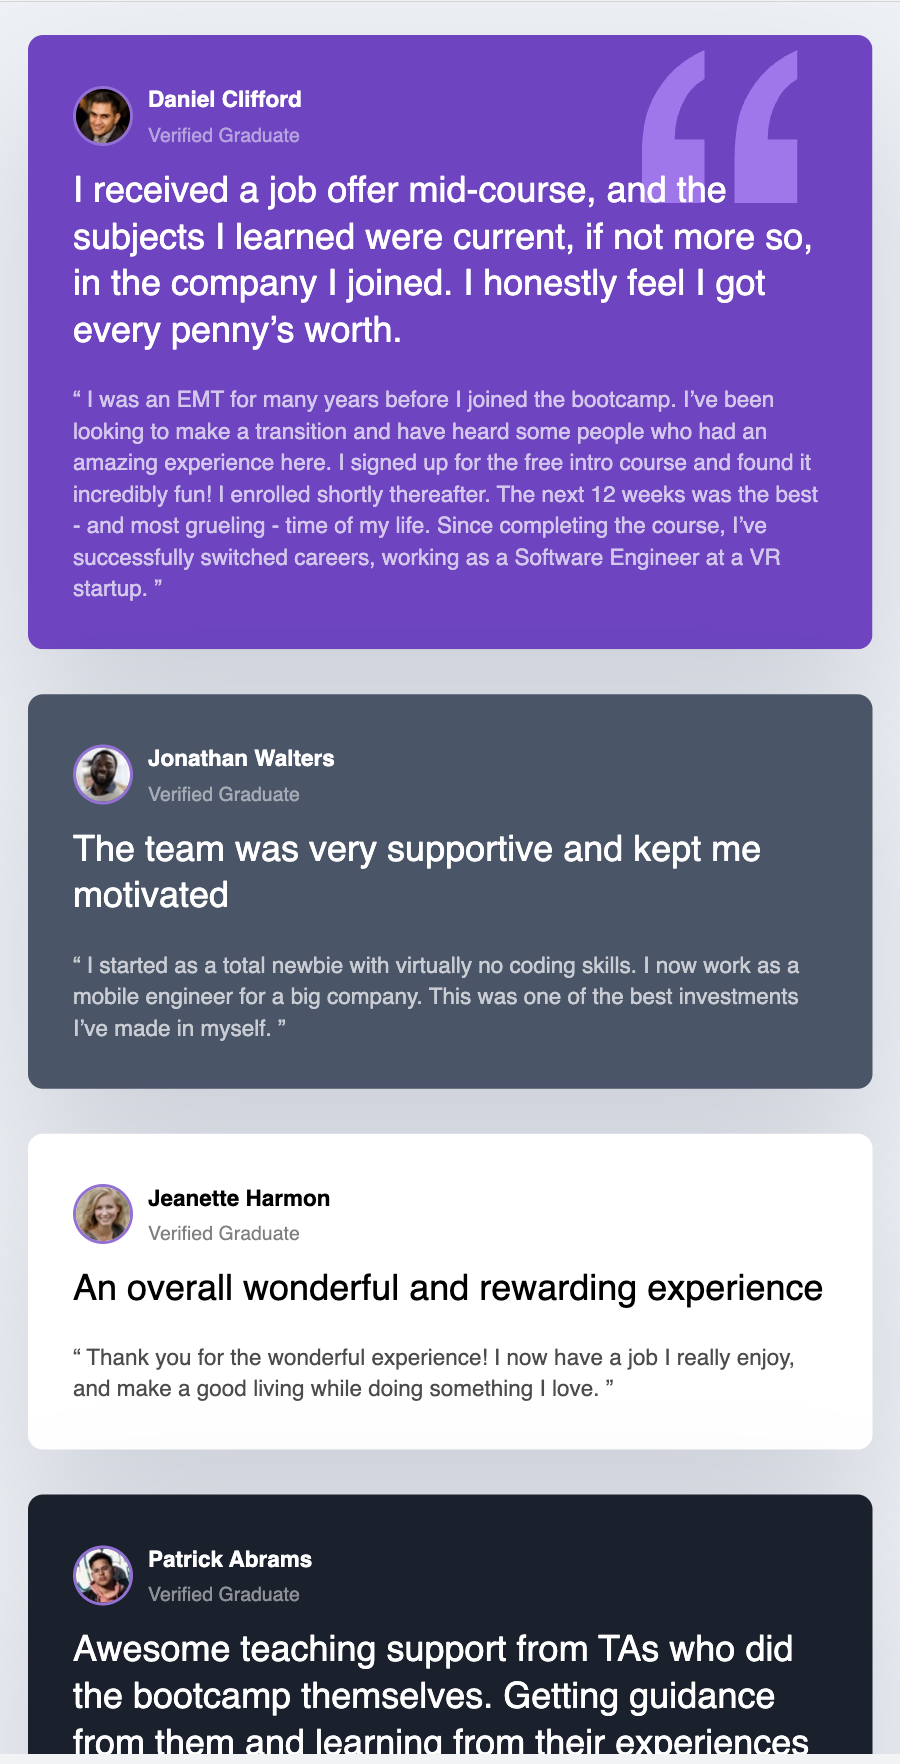 Daniel Clifford
Verified Graduate
I received a job offer mid-course, and the
subjects I learned were current, if not more so,
in the company I joined. I honestly feel I got
every penny’s worth.
“ I was an EMT for many years before I joined the bootcamp. I’ve been
looking to make a transition and have heard some people who had an
amazing experience here. I signed up for the free intro course and found it
incredibly fun! I enrolled shortly thereafter. The next 12 weeks was the best
- and most grueling - time of my life. Since completing the course, I’ve
successfully switched careers, working as a Software Engineer at a VR
startup. ”
Jonathan Walters
Verified Graduate
The team was very supportive and kept me
motivated
“ I started as a total newbie with virtually no coding skills. I now work as a
mobile engineer for a big company. This was one of the best investments
I’ve made in myself. ”
Jeanette Harmon
Verified Graduate
An overall wonderful and rewarding experience
“ Thank you for the wonderful experience! I now have a job I really enjoy,
and make a good living while doing something I love. ”
Patrick Abrams
Verified Graduate
Awesome teaching support from TAs who did
the bootcamp themselves. Getting guidance
from them and learning from their experiences